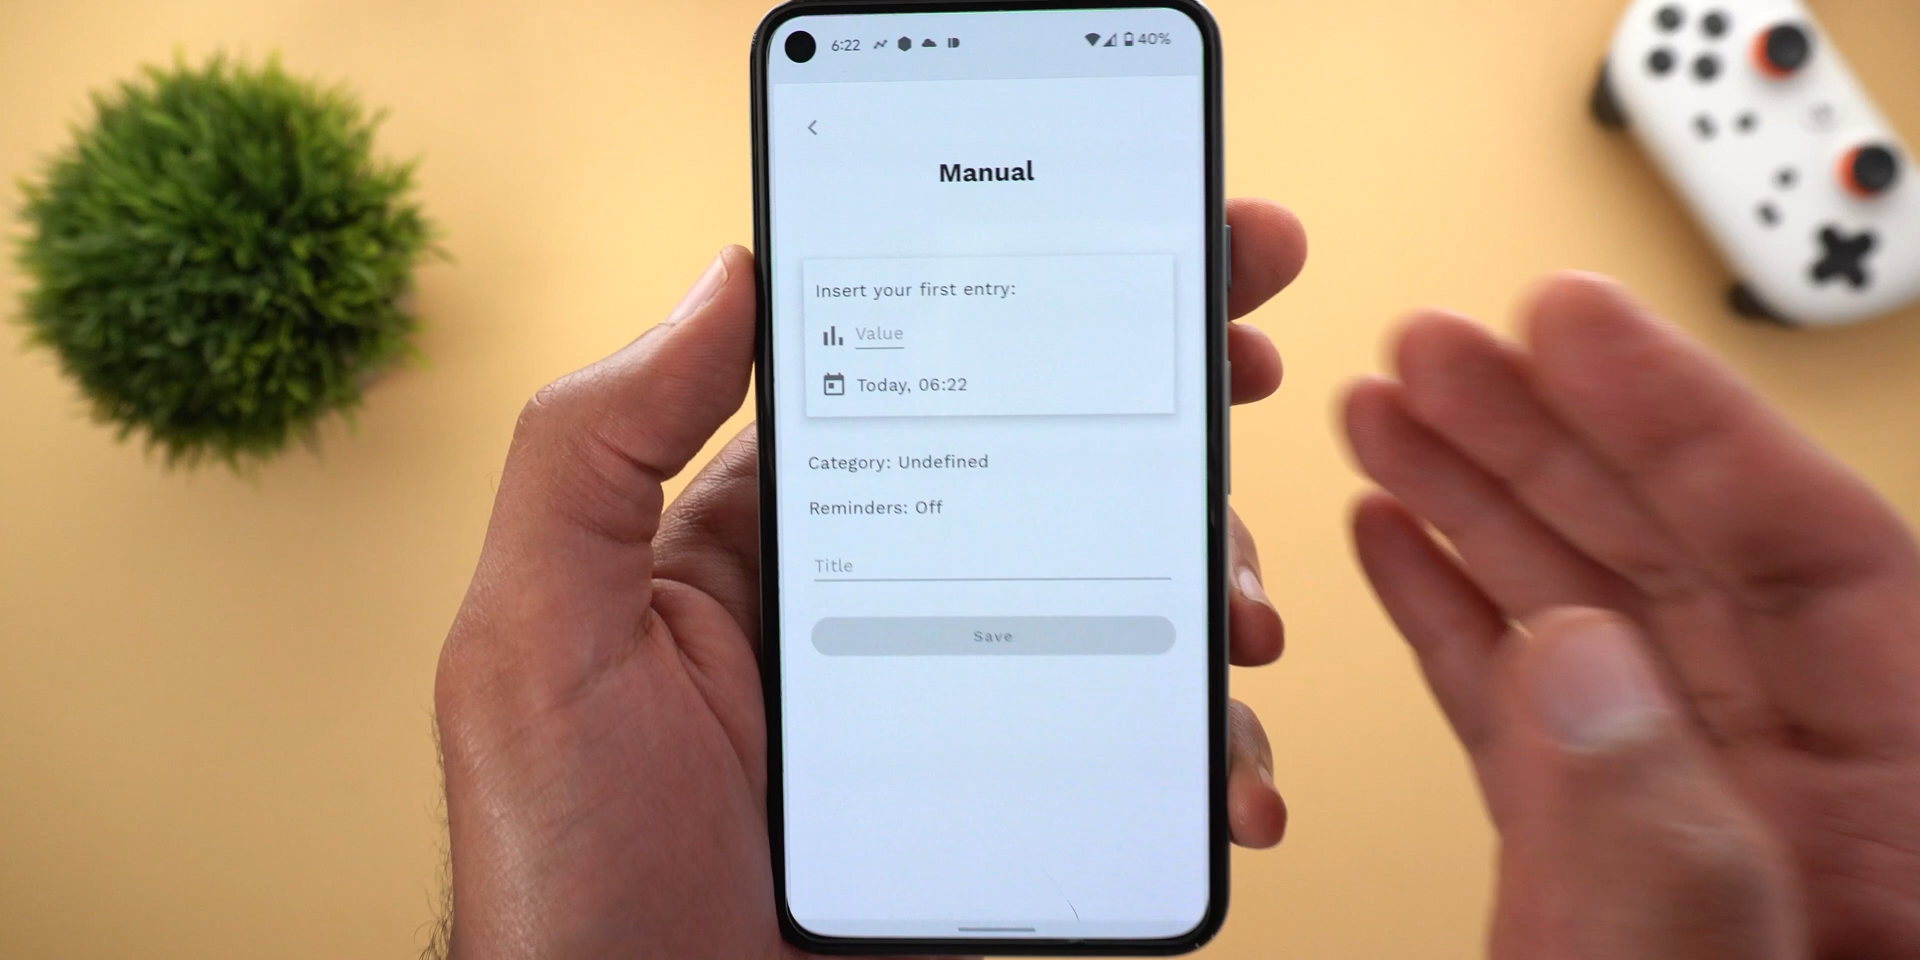 6:22 40%
Manual
Insert your first entry:
Value
Today, 06:22
Category: Undefined
Reminders: Off
Title
Save